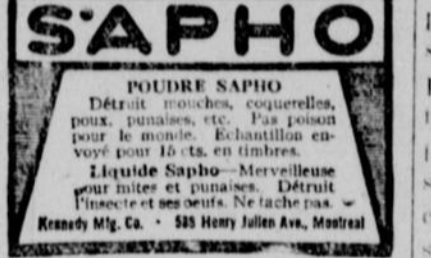 SAPHO
POUDRE SAPHO
Détruit mouches, coquerelles,
poux, punaises, etc. Pas poison
pour le monde. Echantillon en-
voyé pour 15 cts. en timbres.
Liquide Sapho—Merveilleuse
pour mites et punaises. Détruit
l'insecte et ses oeufs. Ne tache pas.
Kennedy Mfg. Co. - 588 Henry Julien Ave., Montreal